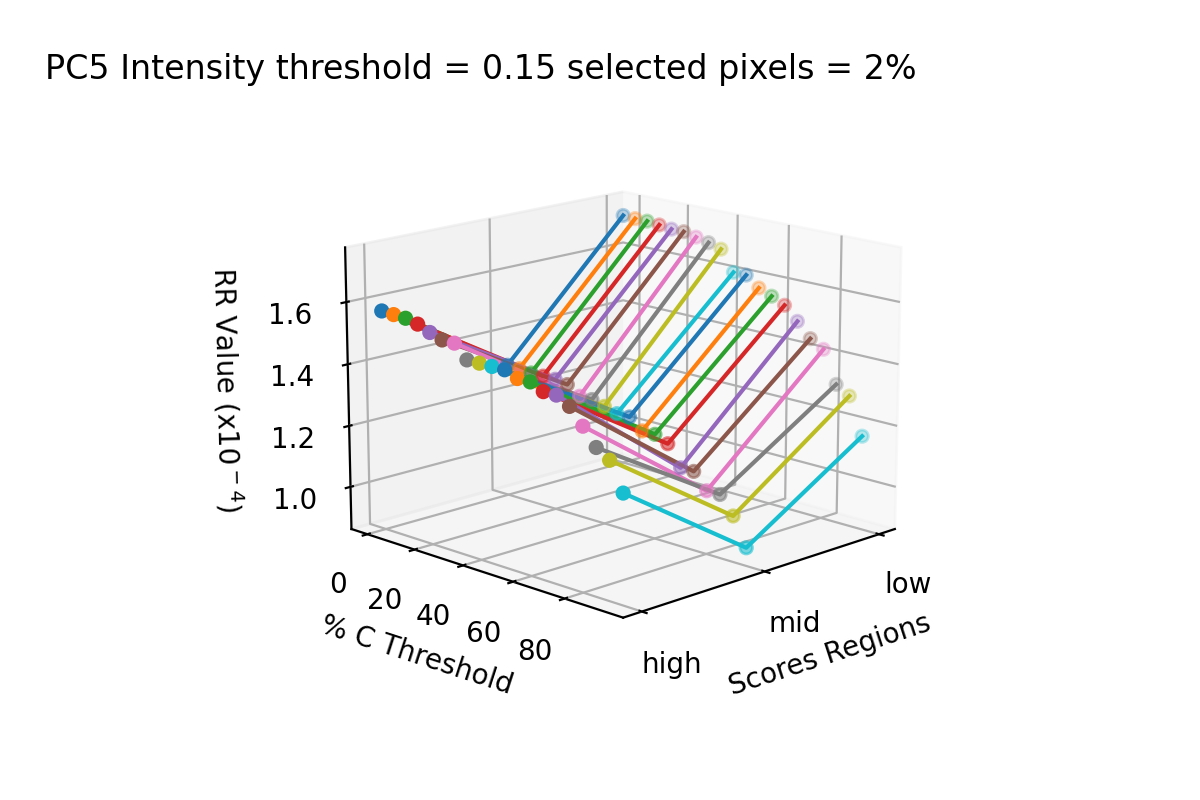 PC5 Intensity threshold = 0.15 selected pixels = 2%
RR Value (x10⁻⁴)
1.6
1.4
1.2
1.0
0
20
40
60
80
% C Threshold
high
mid
low
Scores Regions